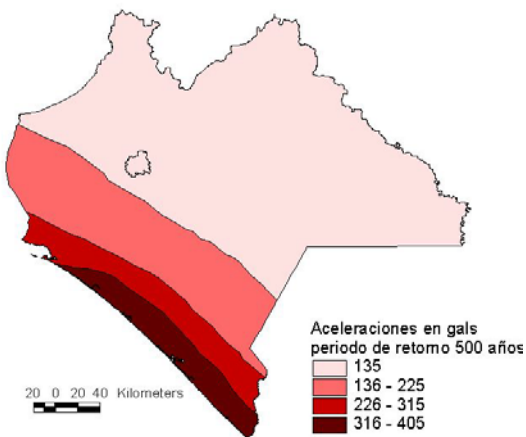 Aceleraciones en gals
periodo de retorno 500 años
135
136 - 225
226 - 315
316 - 405
20 0 20 40 Kilometers